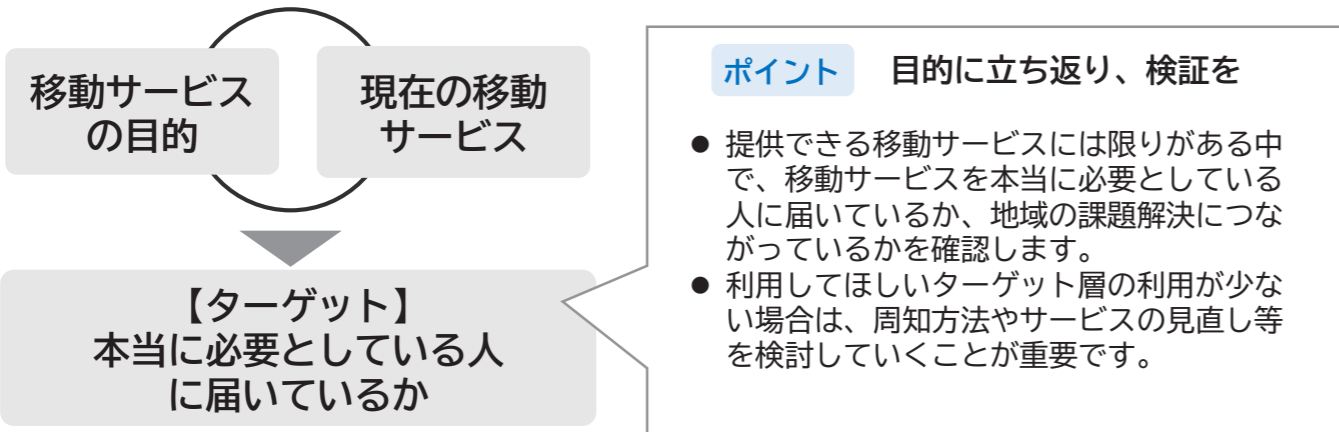 移動サービス
の目的
現在の移動
サービス
【ターゲット】
本当に必要としている人
に届いているか
ポイント 目的に立ち返り、検証を
● 提供できる移動サービスには限りがある中
で、移動サービスを本当に必要としている
人に届いているか、地域の課題解決につな
がっているかを確認します。
● 利用してほしいターゲット層の利用が少な
い場合は、周知方法やサービスの見直し等
を検討していくことが重要です。